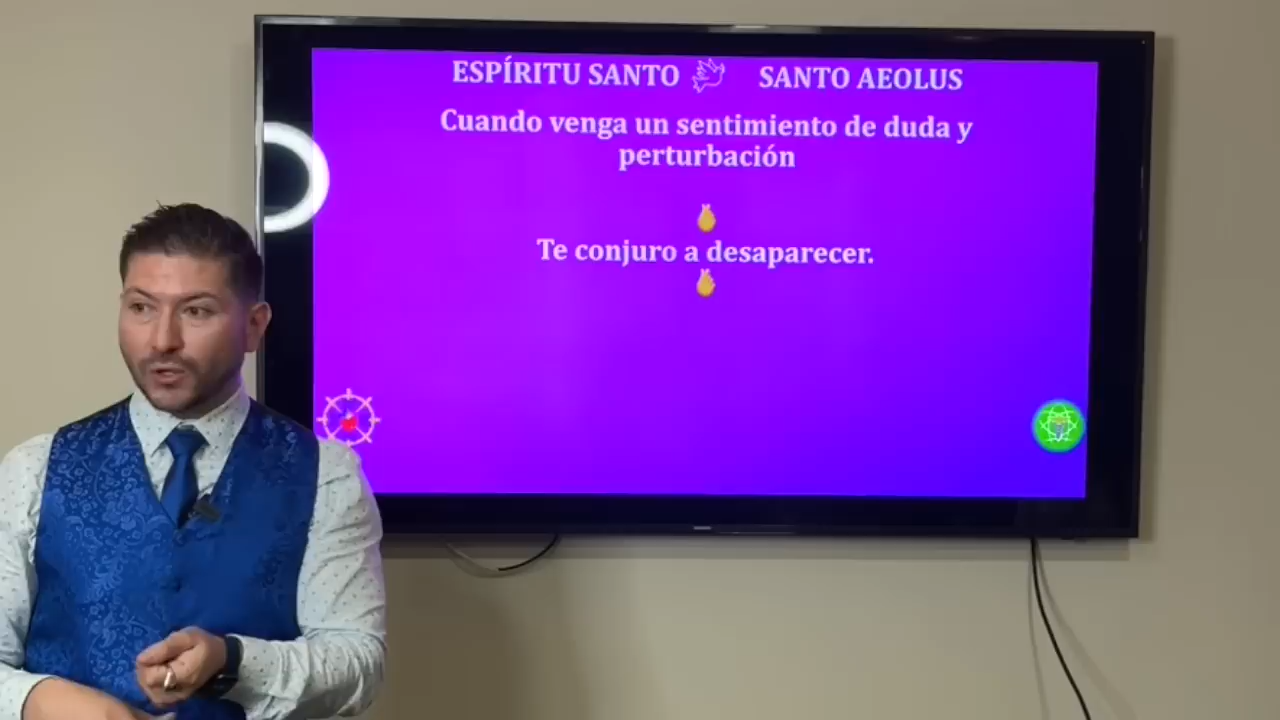 ESPÍRITU SANTO SANTO AEOLUS
Cuando venga un sentimiento de duda y
perturbación
Te conjuro a desaparecer.